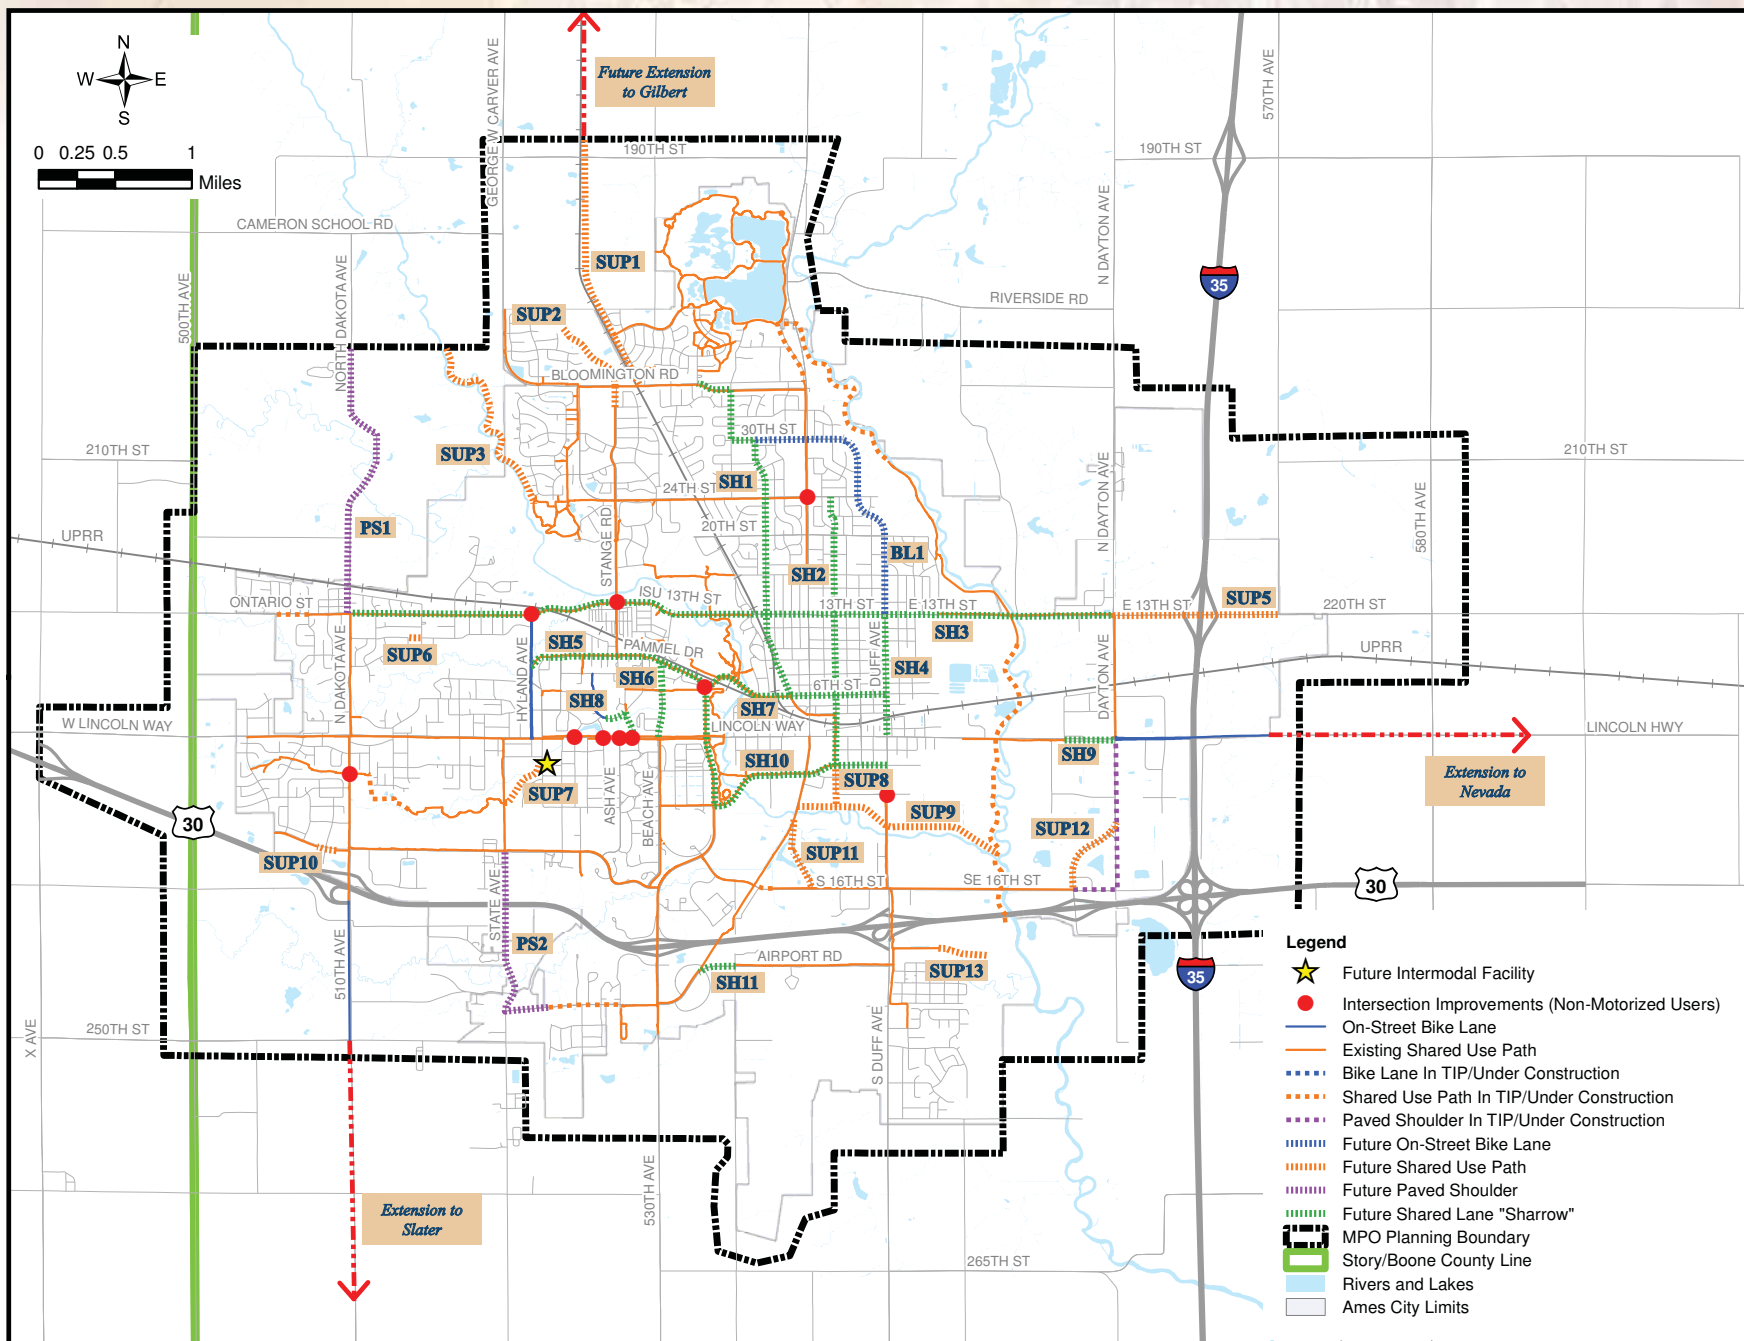 N
W E
S
0 0.25 0.5 1
Miles
Future Extension
to Gilbert
GEORGE W CARVER AVE
570TH AVE
190TH ST
190TH ST
CAMERON SCHOOL RD
N DAYTON AVE
SUP1
35
RIVERSIDE RD
500TH AVE
NORTH DAKOTA AVE
SUP2
BLOOMINGTON RD
30TH ST
210TH ST
210TH ST
SUP3
SH1
24TH ST
N DAYTON AVE
580TH AVE
20TH ST
PS1
UPRR
STANGE RD
BL1
SH2
ONTARIO ST
ISU 13TH ST
13TH ST
E 13TH ST
E 13TH ST
SUP5
220TH ST
SH3
N DAKOTA AVE
SUP6
HYLAND AVE
SH5
PAMMEL DR
DUFF AVE
SH4
DAYTON AVE
UPRR
SH6
6TH ST
SH8
SH7
W LINCOLN WAY
LINCOLN WAY
LINCOLN HWY
SH9
SH10
SUP8
Extension to
Nevada
SUP7
ASH AVE
BEACH AVE
SUP9
SUP12
30
SUP10
SUP11
S 16TH ST
SE 16TH ST
30
STATE AVE
PS2
510TH AVE
AIRPORT RD
SUP13
SH11
35
X AVE
250TH ST
S DUFF AVE
530TH AVE
Extension to
Slater
265TH ST
Legend
Future Intermodal Facility
Intersection Improvements (Non-Motorized Users)
On-Street Bike Lane
Existing Shared Use Path
Bike Lane In TIP/Under Construction
Shared Use Path In TIP/Under Construction
Paved Shoulder In TIP/Under Construction
Future On-Street Bike Lane
Future Shared Use Path
Future Paved Shoulder
Future Shared Lane "Sharrow"
MPO Planning Boundary
Story/Boone County Line
Rivers and Lakes
Ames City Limits